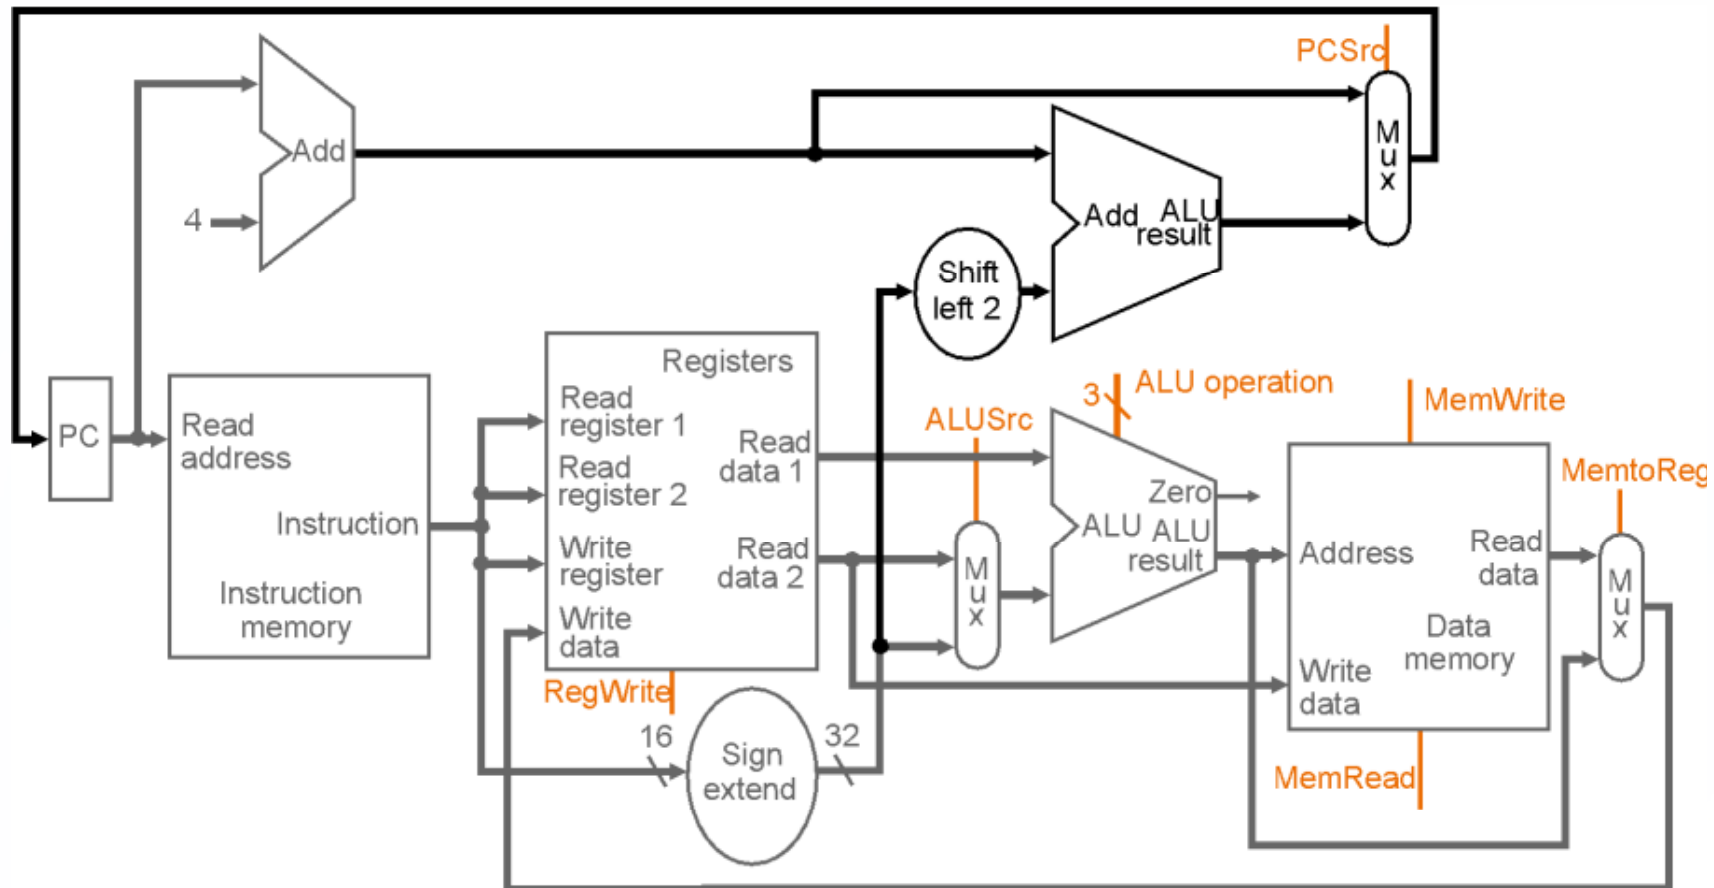 PCSrc
Add
4
M
u
x
Add
ALU
result
Shift
left 2
PC
Read
address
Instruction
Instruction
memory
Registers
Read
register 1
Read
register 2
Write
register
Write
data
Read
data 1
Read
data 2
RegWrite
16
Sign
extend
32
ALUSrc
M
u
x
3
ALU operation
Zero
ALU
ALU
result
MemWrite
Address
Read
data
Data
memory
Write
data
MemRead
MemtoReg
M
u
x